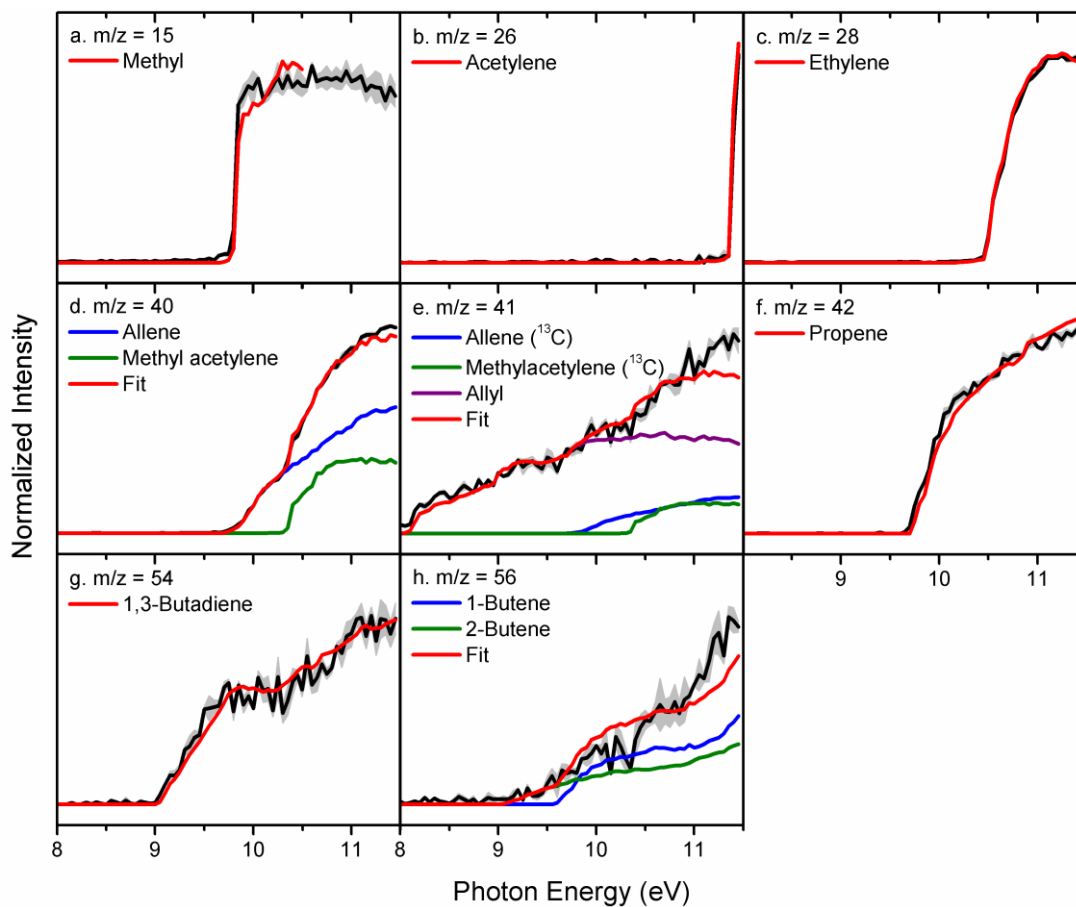 a. m/z = 15
Methyl
b. m/z = 26
Acetylene
c. m/z = 28
Ethylene
d. m/z = 40
Allene
Methyl acetylene
Fit
e. m/z = 41
Allene (¹³C)
Methylacetylene (¹³C)
Allyl
Fit
f. m/z = 42
Propene
9 10 11
g. m/z = 54
1,3-Butadiene
h. m/z = 56
1-Butene
2-Butene
Fit
8 9 10 11
8 9 10 11
Normalized Intensity
Photon Energy (eV)